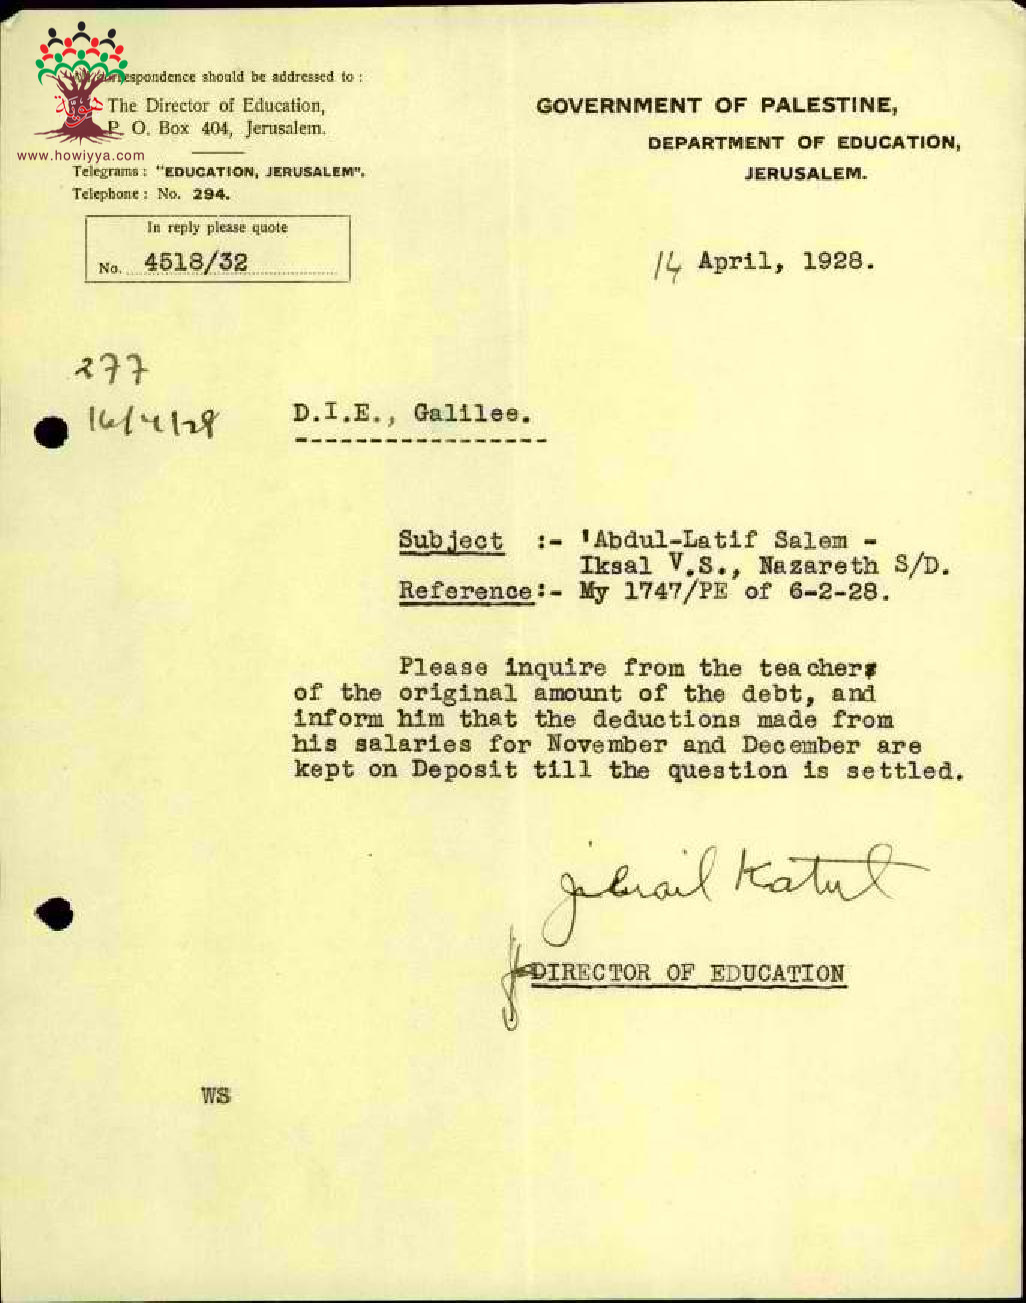 correspondence should be addressed to :
The Director of Education,
P. O. Box 404, Jerusalem.
www.howiyya.com
Telegrams : "EDUCATION, JERUSALEM".
Telephone : No. 294.
In reply please quote
No. 4518/32
GOVERNMENT OF PALESTINE,
DEPARTMENT OF EDUCATION,
JERUSALEM.
14 April, 1928.
277
16/4/28
D.I.E., Galilee.
-----------------
Subject :- 'Abdul-Latif Salem -
Iksal V.S., Nazareth S/D.
Reference:- My 1747/PE of 6-2-28.
Please inquire from the teacher
of the original amount of the debt, and
inform him that the deductions made from
his salaries for November and December are
kept on Deposit till the question is settled.
Jibrail Katul
DIRECTOR OF EDUCATION
WS